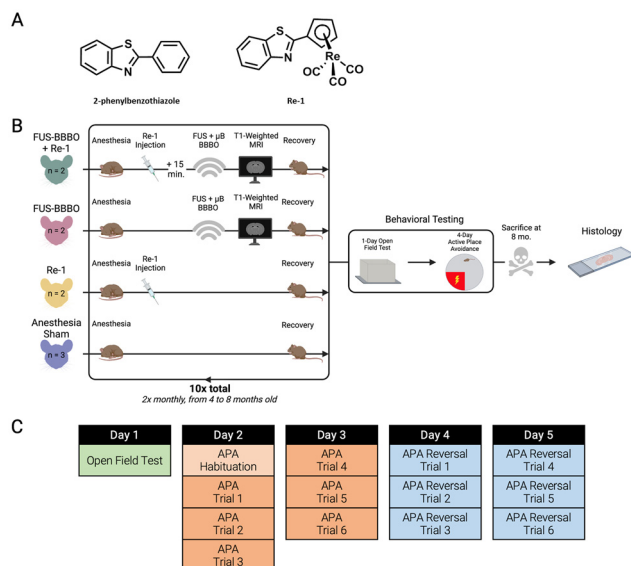 A
S
N
2-phenylbenzothiazole
S
N
Re
CO
CO
CO
Re-1
B
FUS-BBBO
+ Re-1
n = 2
Anesthesia
Re-1
Injection
+ 15
min.
FUS + μB
BBBO
T1-Weighted
MRI
Recovery
FUS-BBBO
n = 2
Anesthesia
FUS + μB
BBBO
T1-Weighted
MRI
Recovery
Re-1
n = 2
Anesthesia
Re-1
Injection
Recovery
Anesthesia
Sham
n = 3
Anesthesia
Recovery
10x total
2x monthly, from 4 to 8 months old
Behavioral Testing
1-Day Open
Field Test
4-Day
Active Place
Avoidance
Sacrifice at
8 mo.
Histology
C
Day 1
Open Field Test
Day 2
APA
Habituation
APA
Trial 1
APA
Trial 2
APA
Trial 3
Day 3
APA
Trial 4
APA
Trial 5
APA
Trial 6
Day 4
APA Reversal
Trial 1
APA Reversal
Trial 2
APA Reversal
Trial 3
Day 5
APA Reversal
Trial 4
APA Reversal
Trial 5
APA Reversal
Trial 6